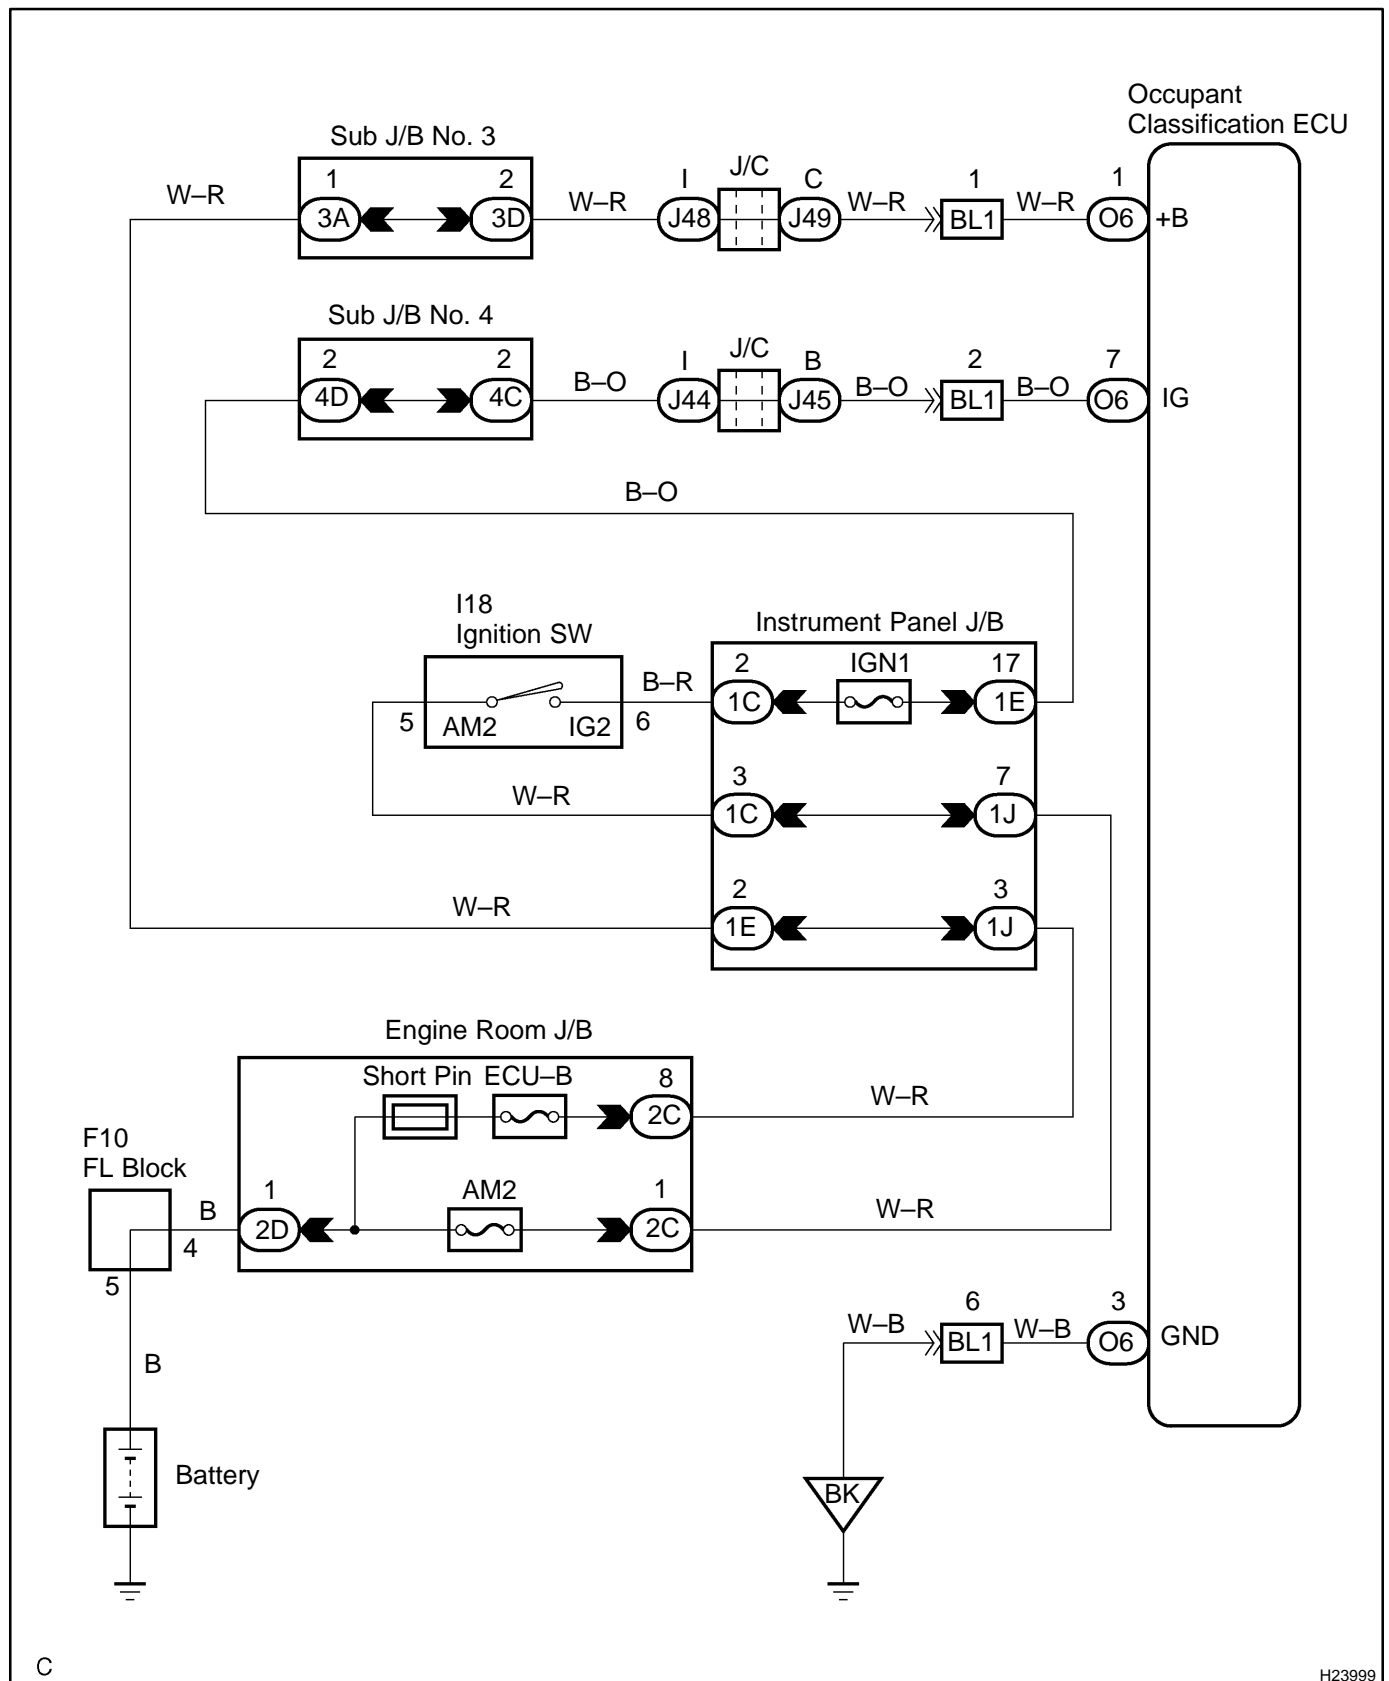 Occupant
Classification ECU
Sub J/B No. 3
J/C
W–R
1
2
I
C
1
1
3A
3D
W–R
J48
J49
W–R
BL1
W–R
O6
+B
Sub J/B No. 4
J/C
2
2
I
B
2
7
4D
4C
B–O
J44
J45
B–O
BL1
B–O
O6
IG
B–O
I18
Ignition SW
Instrument Panel J/B
5
AM2
IG2
6
B–R
2
IGN1
17
1C
1E
W–R
3
7
1C
1J
W–R
2
3
1E
1J
Engine Room J/B
Short Pin
ECU–B
8
2C
W–R
F10
FL Block
B
4
5
1
2D
AM2
1
2C
W–R
B
Battery
W–B
6
BL1
W–B
3
O6
GND
BK
C
H23999